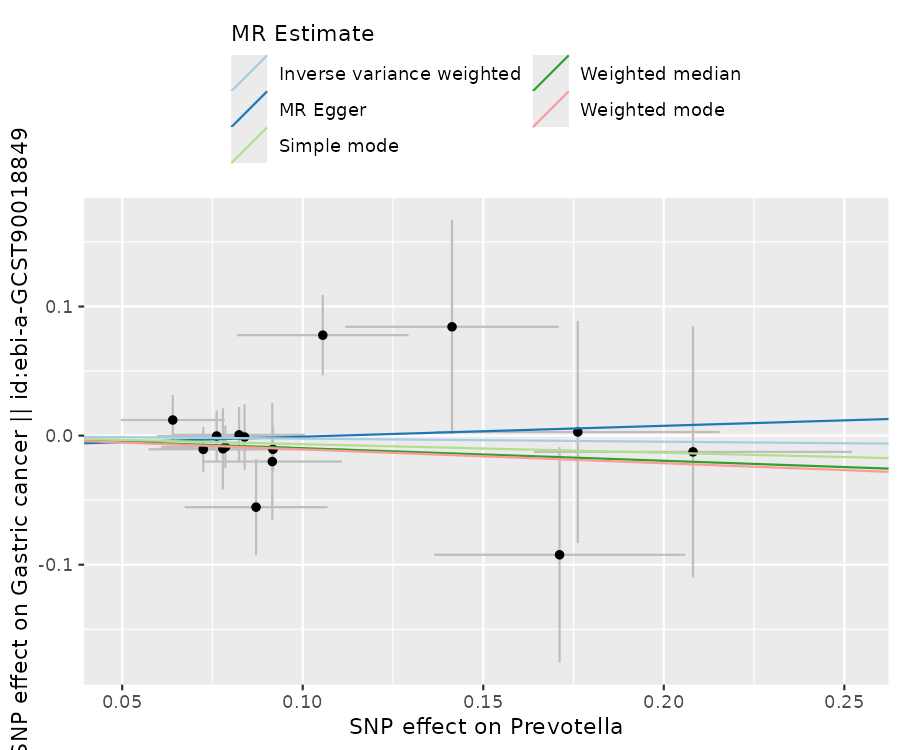 MR Estimate
Inverse variance weighted
MR Egger
Simple mode
Weighted median
Weighted mode
SNP effect on Gastric cancer || id:ebi-a-GCST90018849
0.1
0.0
-0.1
0.05 0.10 0.15 0.20 0.25
SNP effect on Prevotella